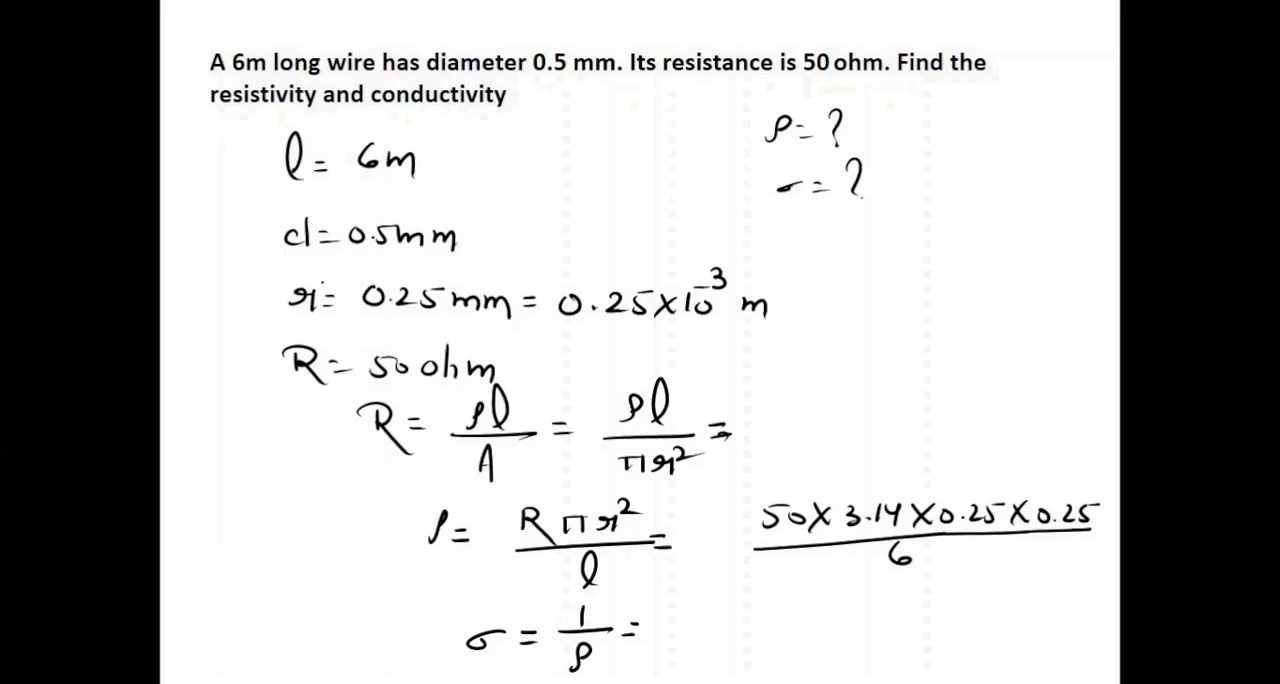 A 6m long wire has diameter 0.5 mm. Its resistance is 50 ohm. Find the
resistivity and conductivity
ρ = ?
l = 6m
σ = ?
d = 0.5mm
r = 0.25mm = 0.25×10⁻³ m
R = 50 ohm
R = ρl/A = ρl/πr² =
ρ = Rπr²/l = 50×3.14×0.25×0.25/6
σ = 1/ρ =